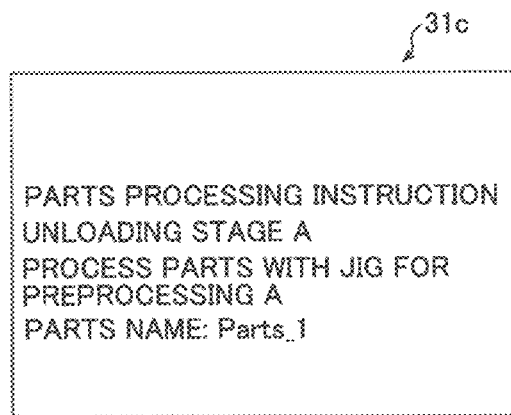 31c
PARTS PROCESSING INSTRUCTION
UNLOADING STAGE A
PROCESS PARTS WITH JIG FOR
PREPROCESSING A
PARTS NAME: Parts_1